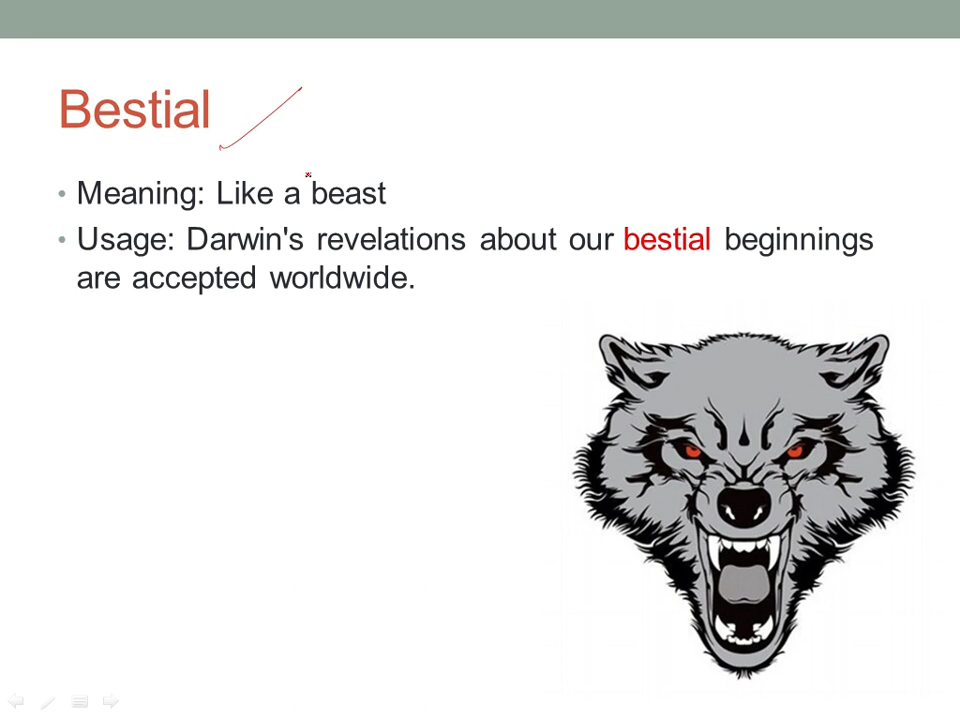 Bestial
• Meaning: Like a beast
• Usage: Darwin's revelations about our bestial beginnings
are accepted worldwide.